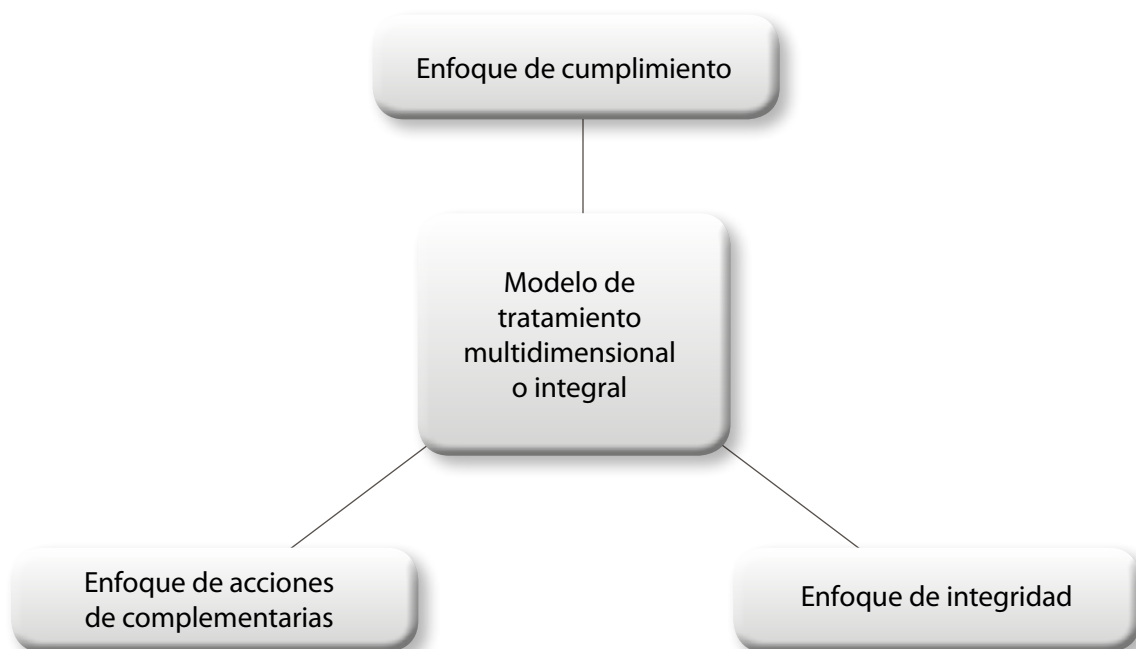 Enfoque de cumplimiento
Modelo de
tratamiento
multidimensional
o integral
Enfoque de acciones
de complementarias
Enfoque de integridad